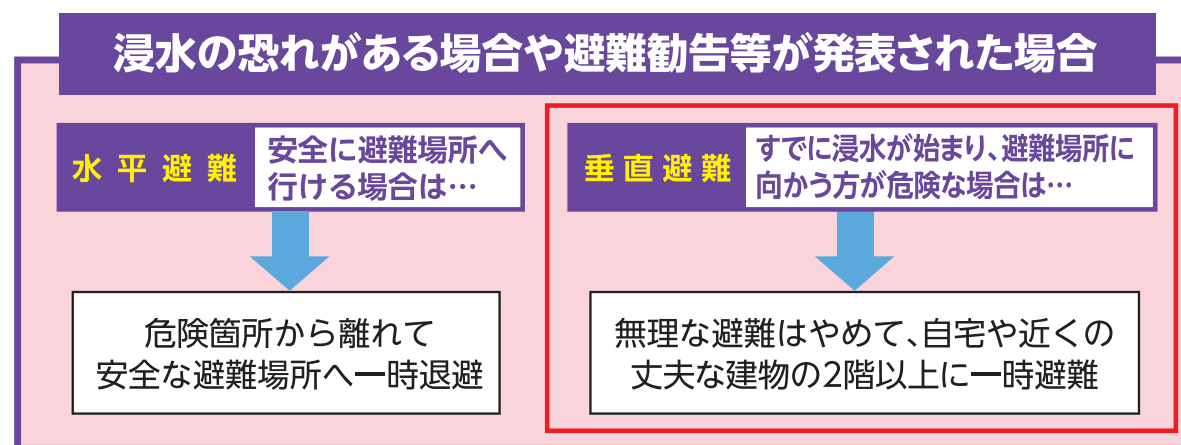 浸水の恐れがある場合や避難勧告等が発表された場合
水平避難
安全に避難場所へ
行ける場合は…
危険箇所から離れて
安全な避難場所へ一時退避
垂直避難
すでに浸水が始まり、避難場所に
向かう方が危険な場合は…
無理な避難はやめて、自宅や近くの
丈夫な建物の2階以上に一時避難